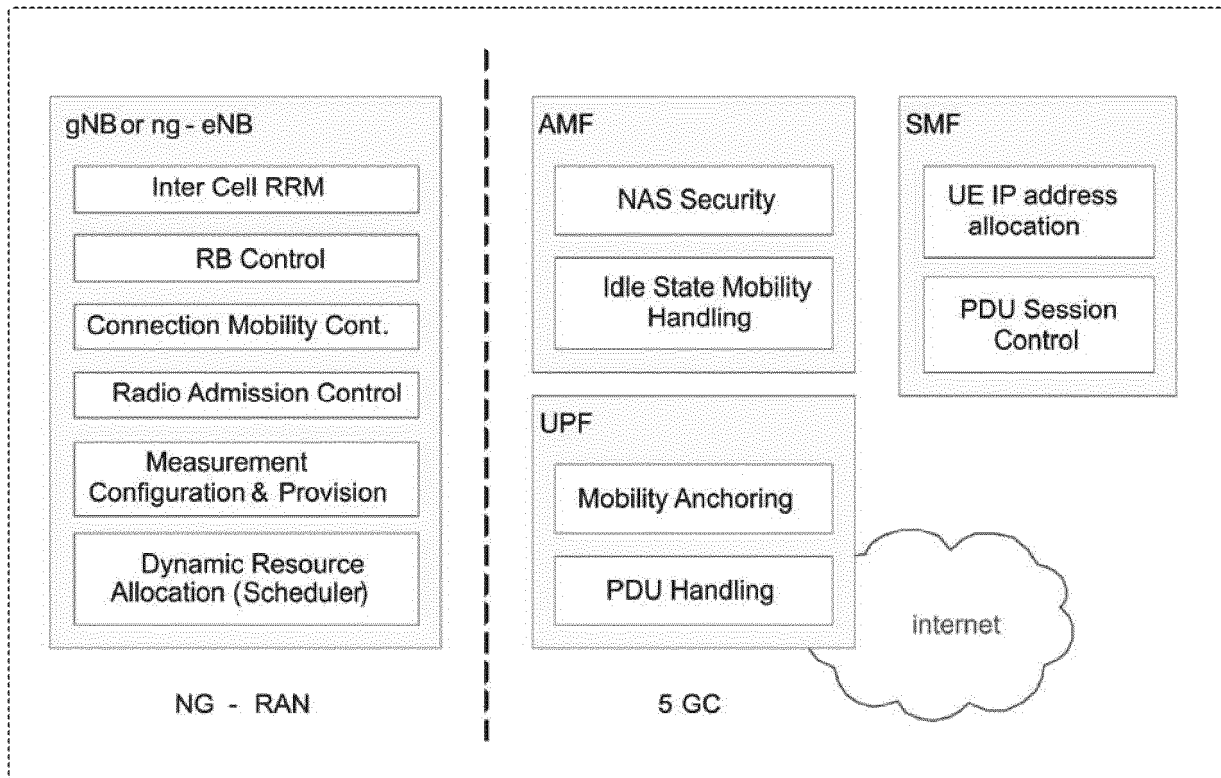 gNB or ng - eNB
Inter Cell RRM
RB Control
Connection Mobility Cont.
Radio Admission Control
Measurement
Configuration & Provision
Dynamic Resource
Allocation (Scheduler)
NG - RAN
AMF
NAS Security
Idle State Mobility
Handling
UPF
Mobility Anchoring
PDU Handling
SMF
UE IP address
allocation
PDU Session
Control
internet
5 GC